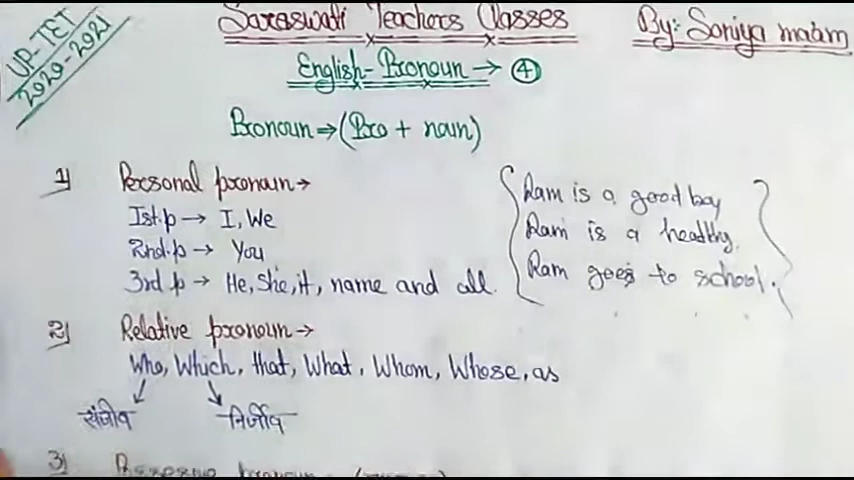 Saraswati Teachers Classes
By: Soniya maam
UP-TET
2020-2021
English-Pronoun → ④
Pronoun ⇒ (Pro + noun)
1) Personal pronoun →
Ist.p → I, We
2nd.p → You
3rd.p → He, She, it, name and all.
Ram is a good boy
Ram is a healthy.
Ram goes to school.
2) Relative pronoun →
Who, Which, that, What, Whom, Whose, as
संजीव निर्जीव
3) pronoun